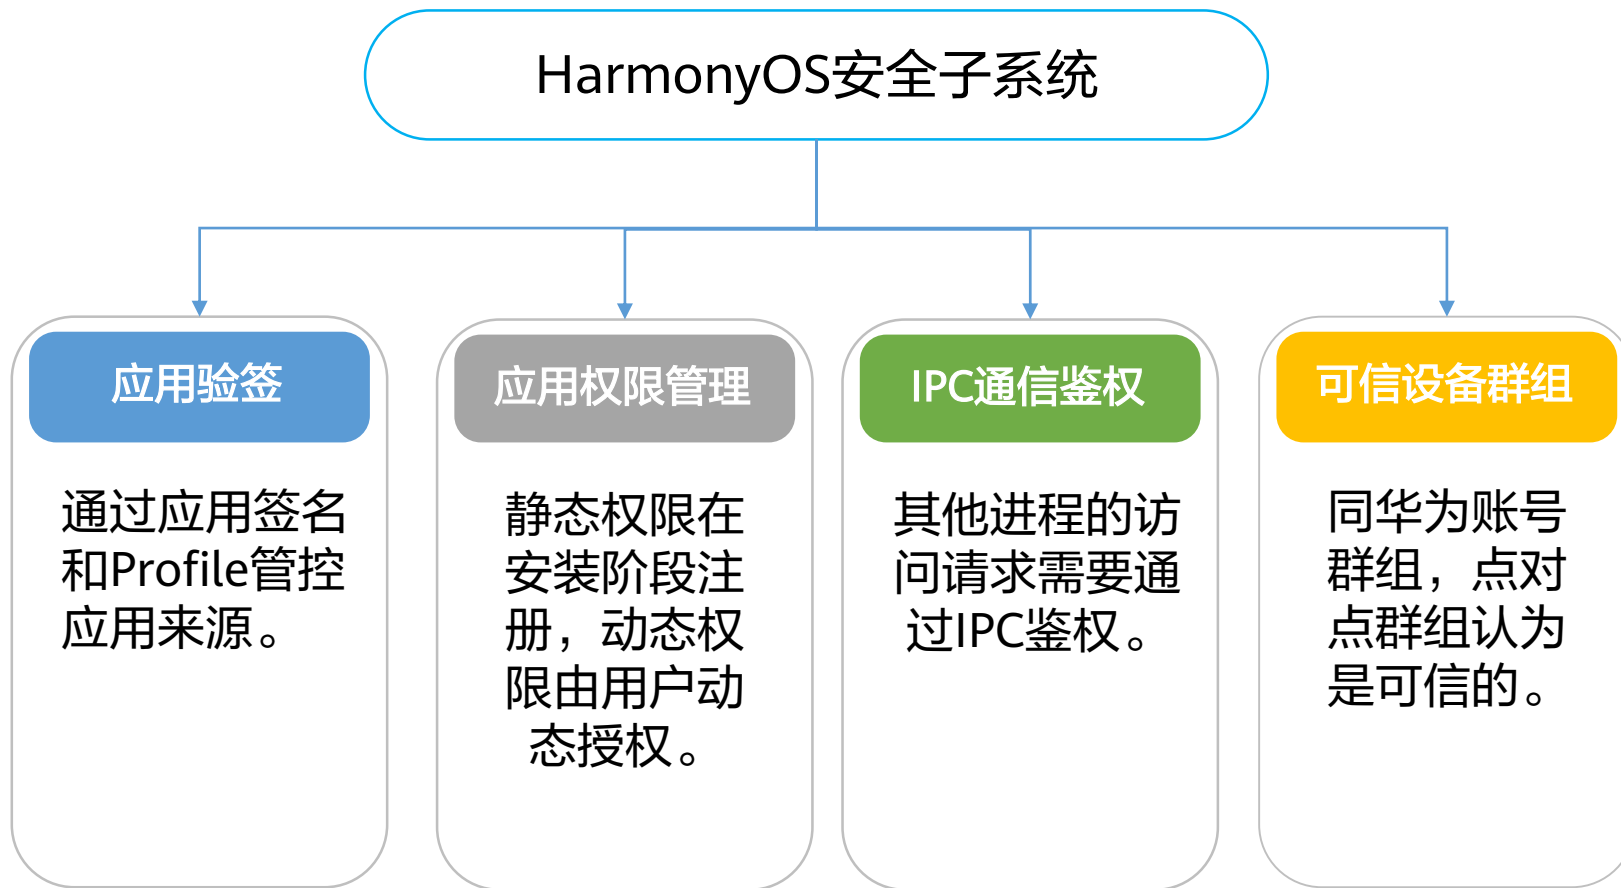 HarmonyOS安全子系统
应用验签
通过应用签名
和Profile管控
应用来源。
应用权限管理
静态权限在
安装阶段注
册，动态权
限由用户动
态授权。
IPC通信鉴权
其他进程的访
问请求需要通
过IPC鉴权。
可信设备群组
同华为账号
群组，点对
点群组认为
是可信的。